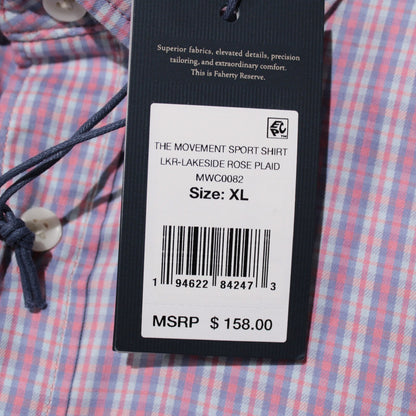 Superior fabrics, elevated details, precision
tailoring, and extraordinary comfort.
This is Faherty Reserve.
THE MOVEMENT SPORT SHIRT
LKR-LAKESIDE ROSE PLAID
MWC0082
Size: XL
1 94622 84247 3
MSRP $ 158.00